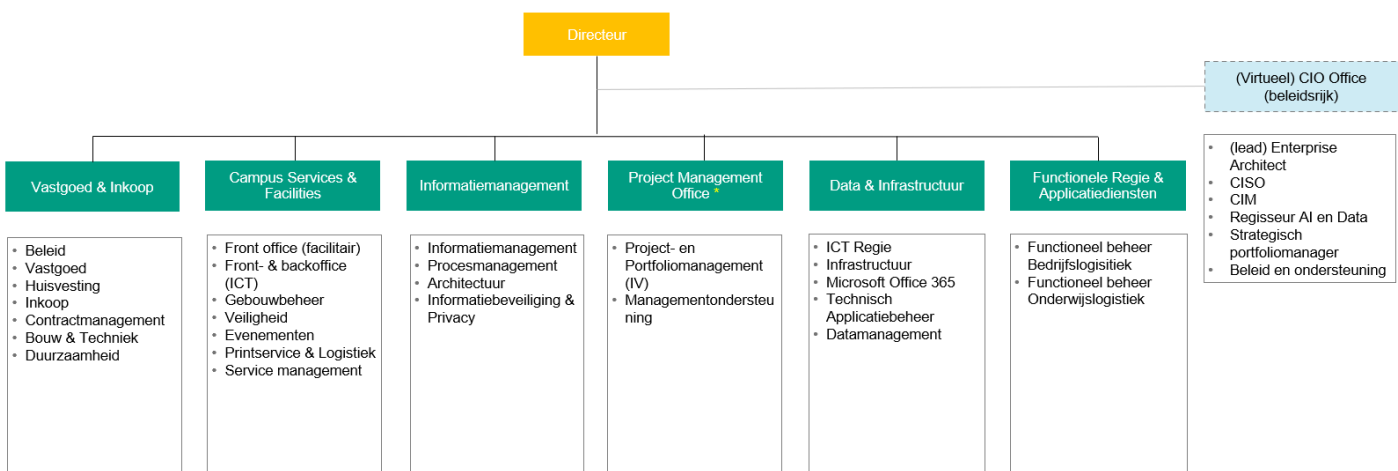 Directeur
(Virtueel) CIO Office
(beleidsrijk)
Vastgoed & Inkoop
Campus Services &
Facilities
Informatiemanagement
Project Management
Office *
Data & Infrastructuur
Functionele Regie &
Applicatiediensten
• Beleid
• Vastgoed
• Huisvesting
• Inkoop
• Contractmanagement
• Bouw & Techniek
• Duurzaamheid
• Front office (facilitair)
• Front- & backoffice
(ICT)
• Gebouwbeheer
• Veiligheid
• Evenementen
• Printservice & Logistiek
• Service management
• Informatiemanagement
• Procesmanagement
• Architectuur
• Informatiebeveiliging &
Privacy
• Project- en
Portfoliomanagement
(IV)
• Managementondersteu
ning
• ICT Regie
• Infrastructuur
• Microsoft Office 365
• Technisch
Applicatiebeheer
• Datamanagement
• Functioneel beheer
Bedrijfslogisitiek
• Functioneel beheer
Onderwijslogistiek
• (lead) Enterprise
Architect
• CISO
• CIM
• Regisseur AI en Data
• Strategisch
portfoliomanager
• Beleid en ondersteuning